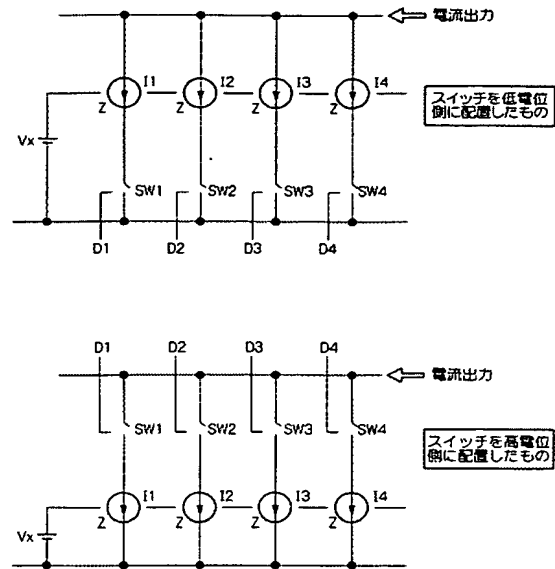 電流出力
I1 I2 I3 I4
Z Z Z Z
スイッチを低電位
側に配置したもの
Vx
SW1 SW2 SW3 SW4
D1 D2 D3 D4
D1 D2 D3 D4
電流出力
SW1 SW2 SW3 SW4
スイッチを高電位
側に配置したもの
I1 I2 I3 I4
Z Z Z Z
Vx